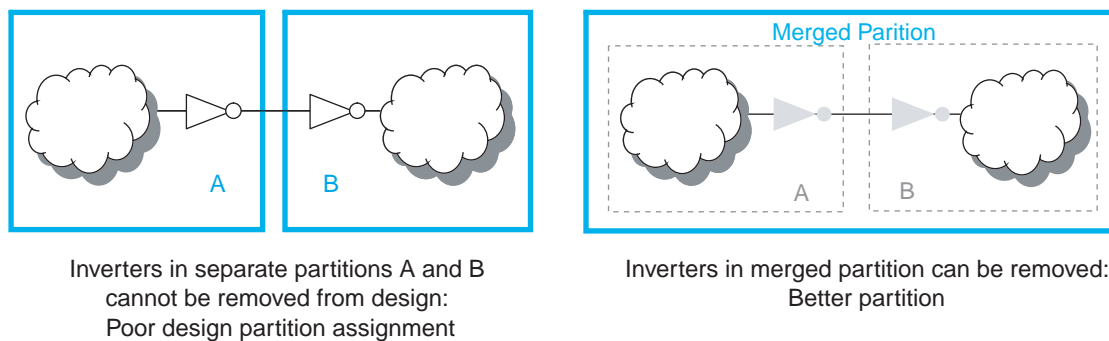 Merged Parition
A
B
A
B
Inverters in separate partitions A and B
cannot be removed from design:
Poor design partition assignment
Inverters in merged partition can be removed:
Better partition